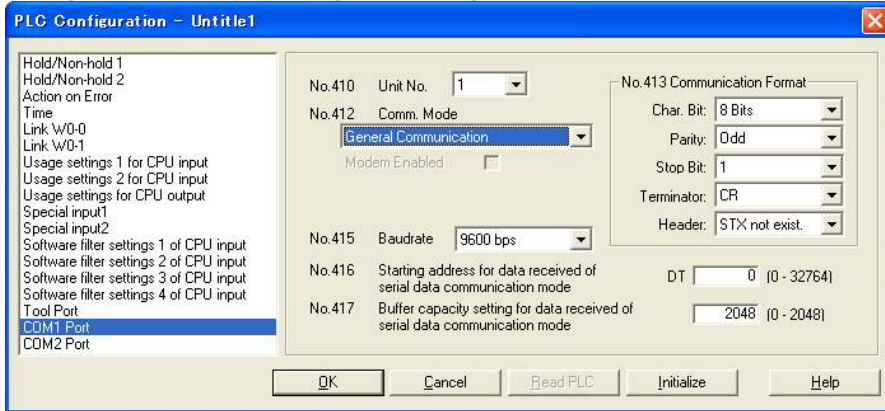 PLC Configuration - Untitle1
Hold/Non-hold 1
Hold/Non-hold 2
Action on Error
Time
Link W0-0
Link W0-1
Usage settings 1 for CPU input
Usage settings 2 for CPU input
Usage settings for CPU output
Special input1
Special input2
Software filter settings 1 of CPU input
Software filter settings 2 of CPU input
Software filter settings 3 of CPU input
Software filter settings 4 of CPU input
Tool Port
COM1 Port
COM2 Port
No.410 Unit No. 1
No.412 Comm. Mode
General Communication
Modem Enabled
No.413 Communication Format
Char. Bit: 8 Bits
Parity: Odd
Stop Bit: 1
Terminator: CR
Header: STX not exist.
No.415 Baudrate 9600 bps
No.416 Starting address for data received of
serial data communication mode
DT 0 (0 - 32764)
No.417 Buffer capacity setting for data received of
serial data communication mode
2048 (0 - 2048)
OK Cancel Read PLC Initialize Help